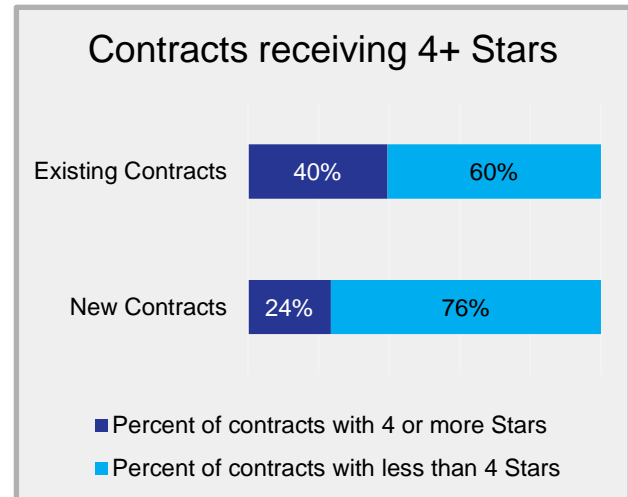 Contracts receiving 4+ Stars
Existing Contracts 40% 60%
New Contracts 24% 76%
Percent of contracts with 4 or more Stars
Percent of contracts with less than 4 Stars